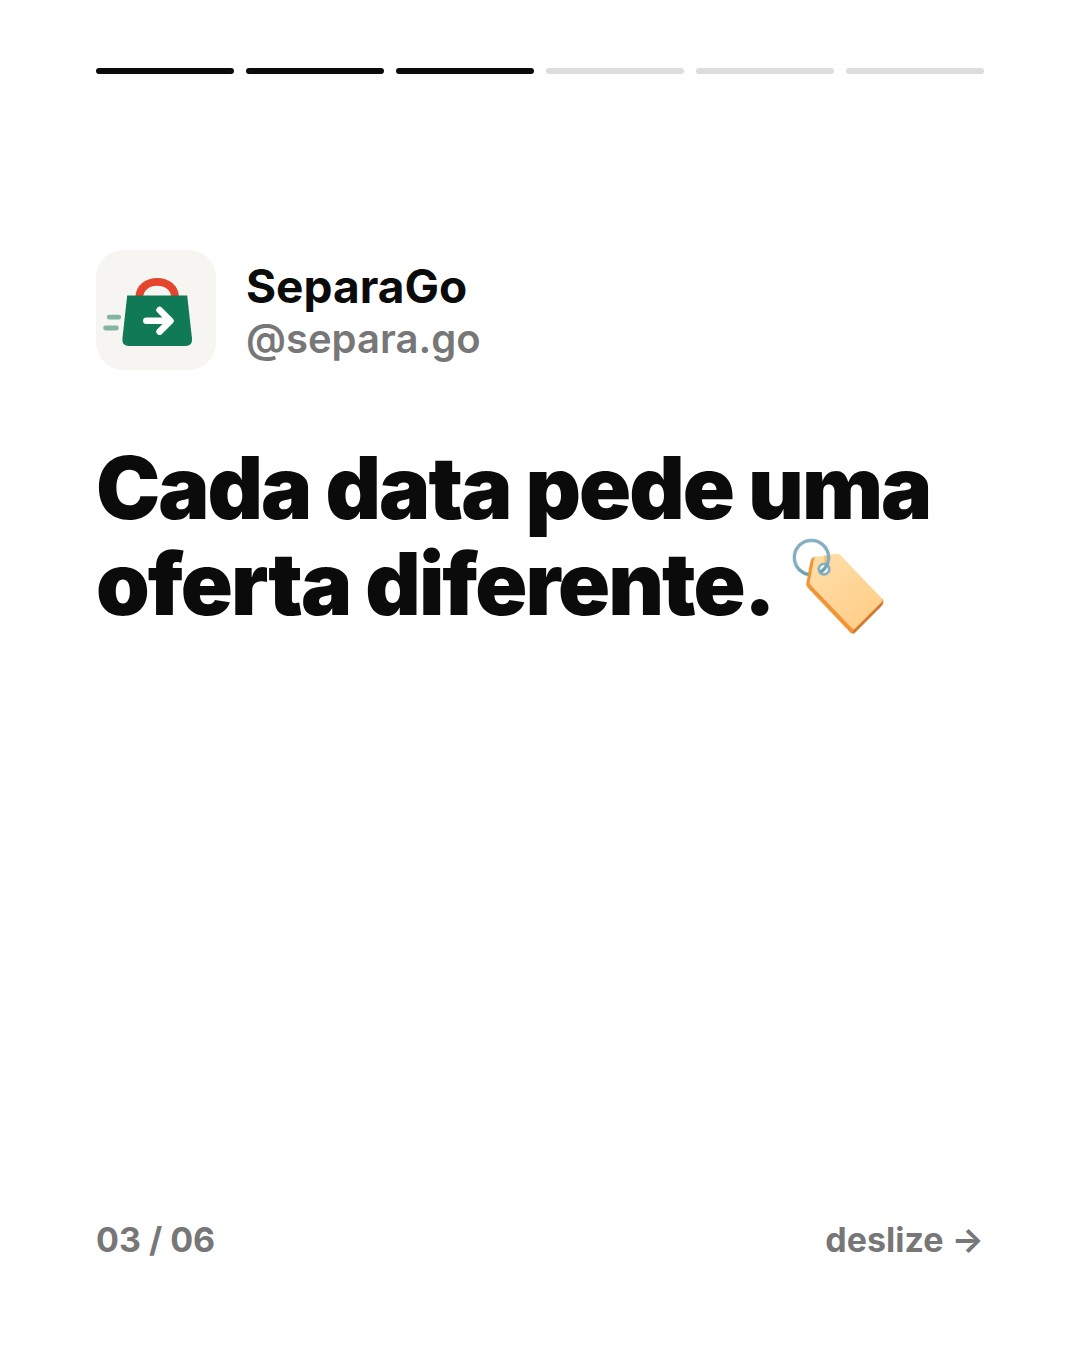 SeparaGo
@separa.go
Cada data pede uma
oferta diferente. 🏷️
03 / 06
deslize →